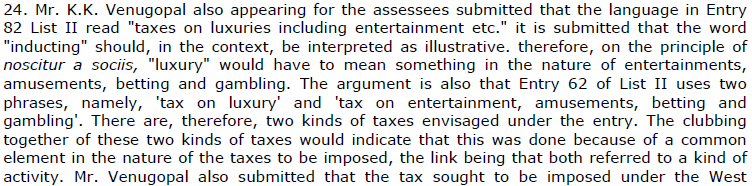 24. Mr. K.K. Venugopal also appearing for the assessees submitted that the language in Entry
82 List II read "taxes on luxuries including entertainment etc." it is submitted that the word
"inducting" should, in the context, be interpreted as illustrative. therefore, on the principle of
noscitur a sociis, "luxury" would have to mean something in the nature of entertainments,
amusements, betting and gambling. The argument is also that Entry 62 of List II uses two
phrases, namely, 'tax on luxury' and 'tax on entertainment, amusements, betting and
gambling'. There are, therefore, two kinds of taxes envisaged under the entry. The clubbing
together of these two kinds of taxes would indicate that this was done because of a common
element in the nature of the taxes to be imposed, the link being that both referred to a kind of
activity. Mr. Venugopal also submitted that the tax sought to be imposed under the West